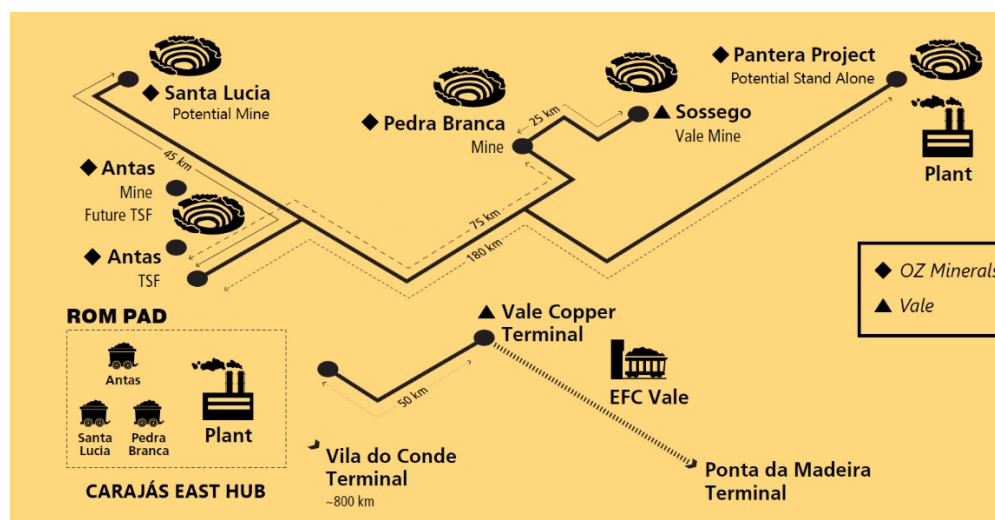 ◆ Santa Lucia
Potential Mine
◆ Pedra Branca
Mine
25 km
▲ Sossego
Vale Mine
◆ Pantera Project
Potential Stand Alone
Plant
45 km
◆ Antas
Mine
Future TSF
◆ Antas
TSF
75 km
180 km
◆ OZ Minerals
▲ Vale
ROM PAD
Antas
Santa
Lucia
Pedra
Branca
Plant
CARAJÁS EAST HUB
▲ Vale Copper
Terminal
50 km
EFC Vale
Vila do Conde
Terminal
~800 km
Ponta da Madeira
Terminal